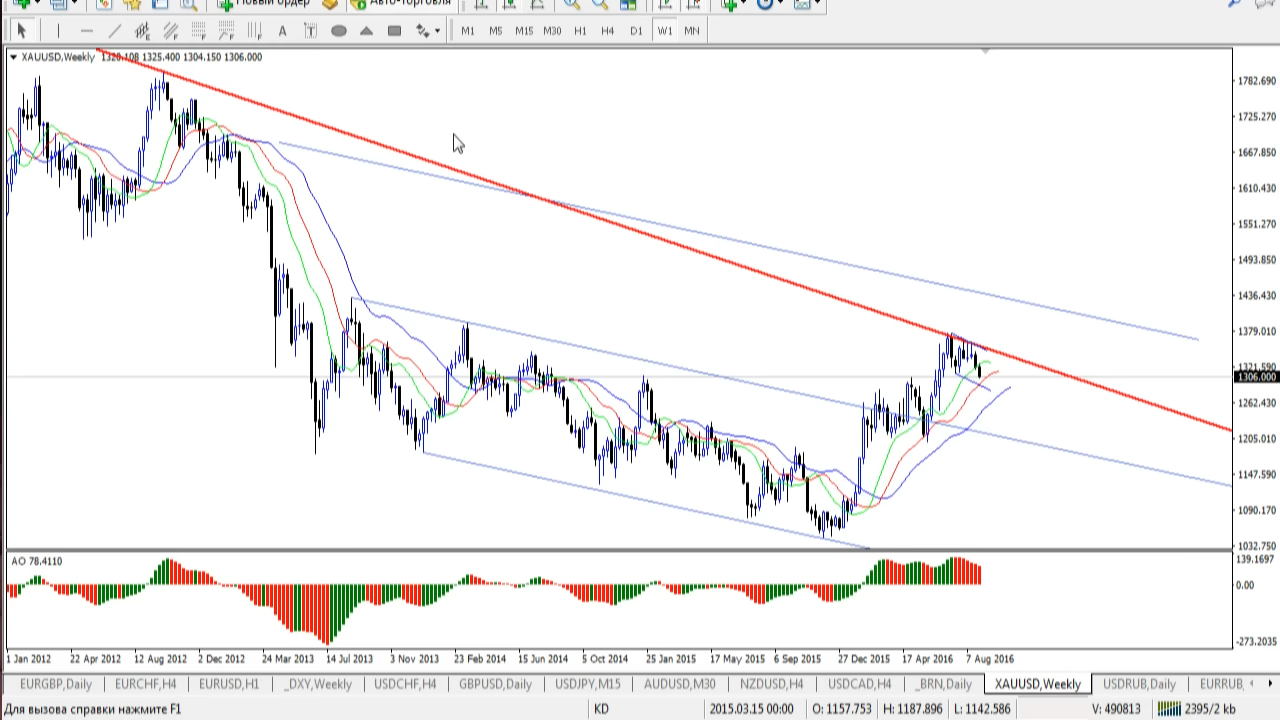 Новый ордер Авто-торговля
A T M1 M5 M15 M30 H1 H4 D1 W1 MN
XAUUSD,Weekly 1320.108 1325.400 1304.150 1306.000
1782.690
1725.270
1667.850
1610.430
1551.270
1493.850
1436.430
1379.010
1321.590
1306.000
1262.430
1205.010
1147.590
1090.170
1032.750
AO 78.4110
139.1697
0.00
-273.2035
1 Jan 2012 22 Apr 2012 12 Aug 2012 2 Dec 2012 24 Mar 2013 14 Jul 2013 3 Nov 2013 23 Feb 2014 15 Jun 2014 5 Oct 2014 25 Jan 2015 17 May 2015 6 Sep 2015 27 Dec 2015 17 Apr 2016 7 Aug 2016
EURGBP,Daily EURCHF,H4 EURUSD,H1 _DXY,Weekly USDCHF,H4 GBPUSD,Daily USDJPY,M15 AUDUSD,M30 NZDUSD,H4 USDCAD,H4 _BRN,Daily XAUUSD,Weekly USDRUB,Daily EURRUB,
Для вызова справки нажмите F1 KD 2015.03.15 00:00 O: 1157.753 H: 1187.896 L: 1142.586 V: 490813 2395/2 kb